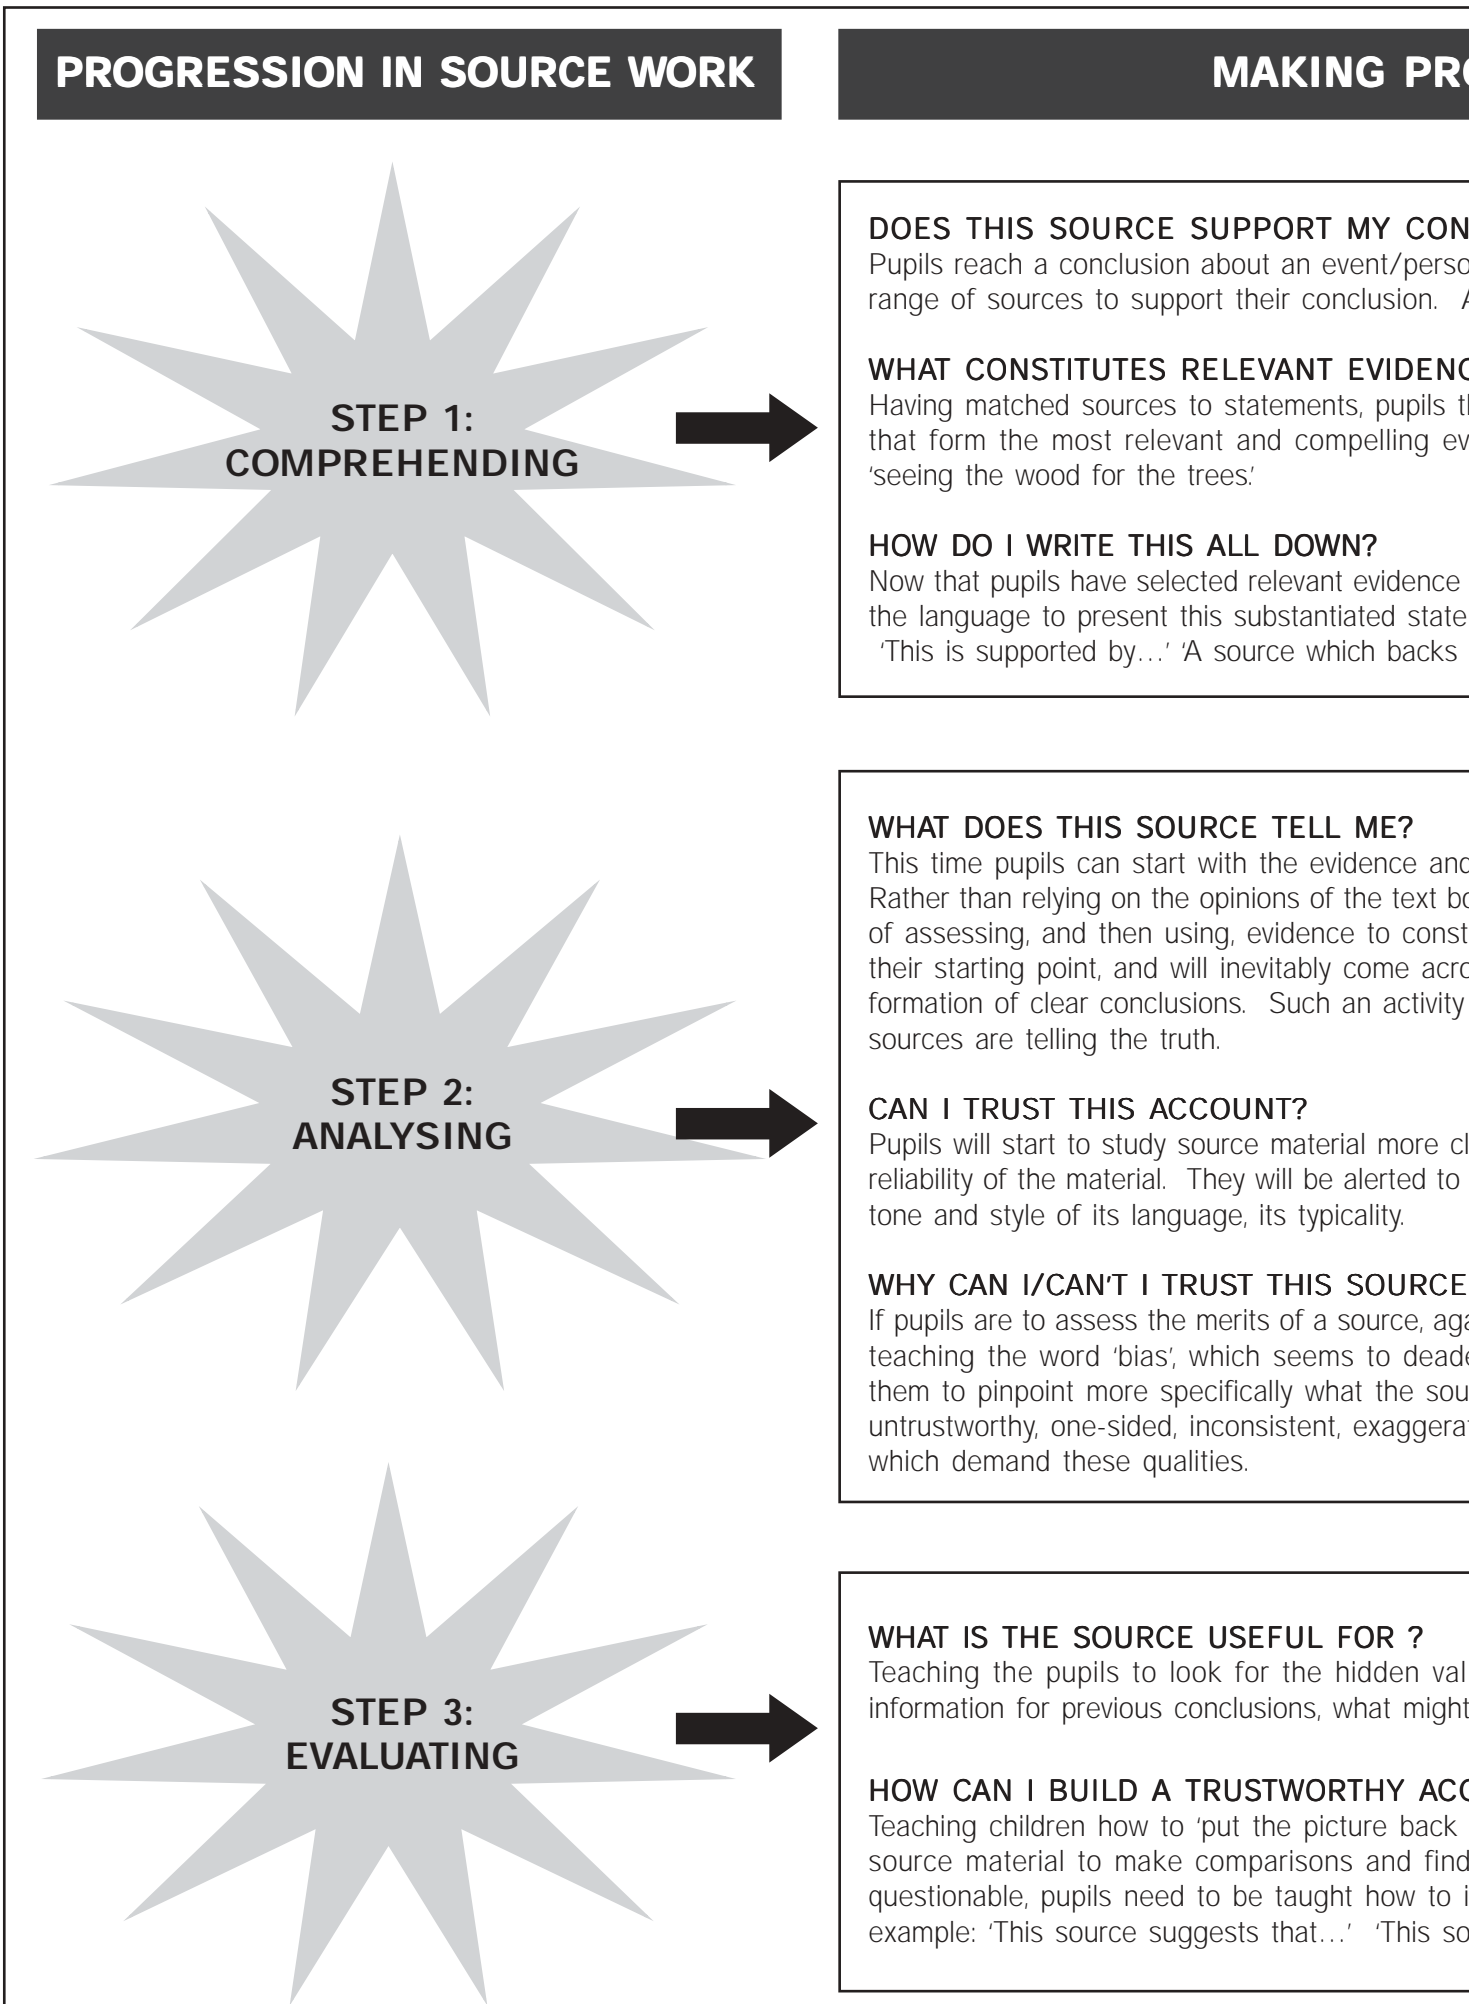 PROGRESSION IN SOURCE WORK
MAKING PRO
STEP 1:
COMPREHENDING
DOES THIS SOURCE SUPPORT MY CON
Pupils reach a conclusion about an event/perso
range of sources to support their conclusion. A
WHAT CONSTITUTES RELEVANT EVIDENC
Having matched sources to statements, pupils th
that form the most relevant and compelling ev
'seeing the wood for the trees.'
HOW DO I WRITE THIS ALL DOWN?
Now that pupils have selected relevant evidence
the language to present this substantiated state
'This is supported by…' 'A source which backs
STEP 2:
ANALYSING
WHAT DOES THIS SOURCE TELL ME?
This time pupils can start with the evidence and
Rather than relying on the opinions of the text bo
of assessing, and then using, evidence to const
their starting point, and will inevitably come acro
formation of clear conclusions. Such an activity
sources are telling the truth.
CAN I TRUST THIS ACCOUNT?
Pupils will start to study source material more cl
reliability of the material. They will be alerted to
tone and style of its language, its typicality.
WHY CAN I/CAN'T I TRUST THIS SOURCE
If pupils are to assess the merits of a source, aga
teaching the word 'bias', which seems to deade
them to pinpoint more specifically what the sou
untrustworthy, one-sided, inconsistent, exaggerat
which demand these qualities.
STEP 3:
EVALUATING
WHAT IS THE SOURCE USEFUL FOR ?
Teaching the pupils to look for the hidden val
information for previous conclusions, what might
HOW CAN I BUILD A TRUSTWORTHY ACCO
Teaching children how to 'put the picture back
source material to make comparisons and find
questionable, pupils need to be taught how to i
example: 'This source suggests that…' 'This so